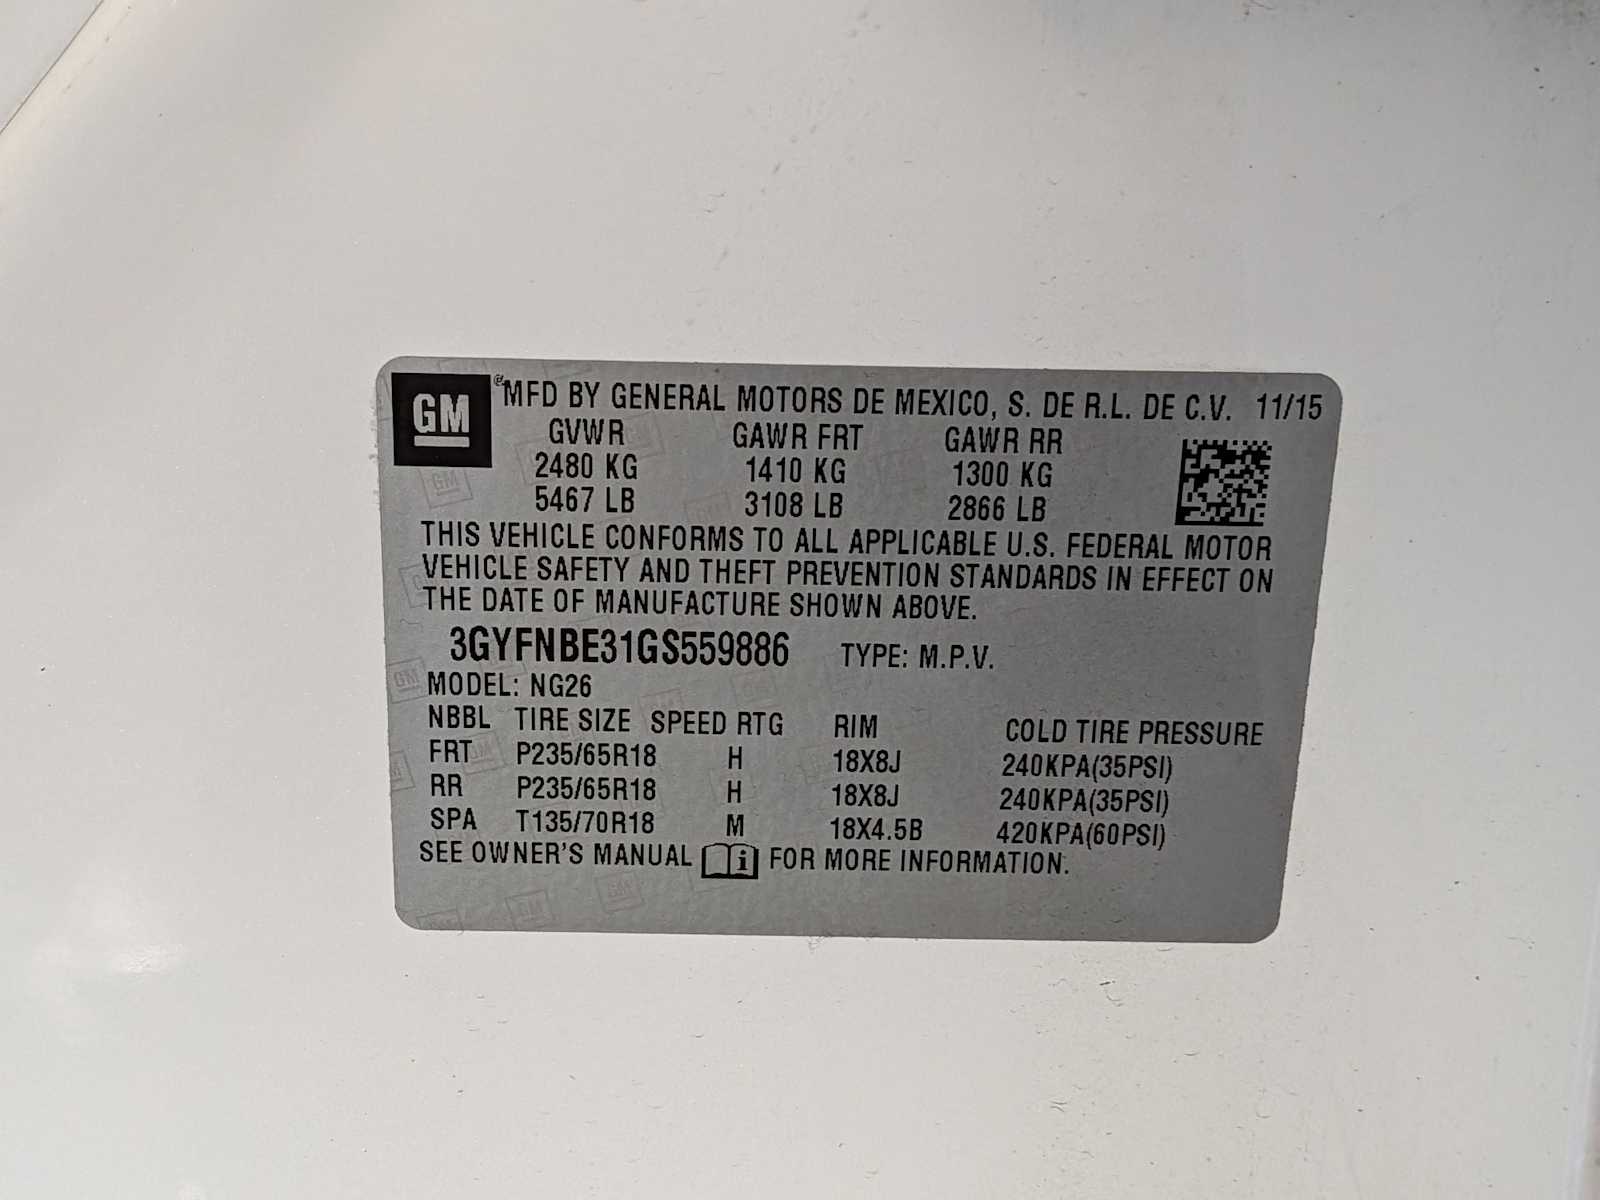 GM ® MFD BY GENERAL MOTORS DE MEXICO, S. DE R.L. DE C.V. 11/15
GVWR GAWR FRT GAWR RR
2480 KG 1410 KG 1300 KG
5467 LB 3108 LB 2866 LB
THIS VEHICLE CONFORMS TO ALL APPLICABLE U.S. FEDERAL MOTOR
VEHICLE SAFETY AND THEFT PREVENTION STANDARDS IN EFFECT ON
THE DATE OF MANUFACTURE SHOWN ABOVE.
3GYFNBE31GS559886 TYPE: M.P.V.
MODEL: NG26
NBBL TIRE SIZE SPEED RTG RIM COLD TIRE PRESSURE
FRT P235/65R18 H 18X8J 240KPA(35PSI)
RR P235/65R18 H 18X8J 240KPA(35PSI)
SPA T135/70R18 M 18X4.5B 420KPA(60PSI)
SEE OWNER'S MANUAL i FOR MORE INFORMATION.